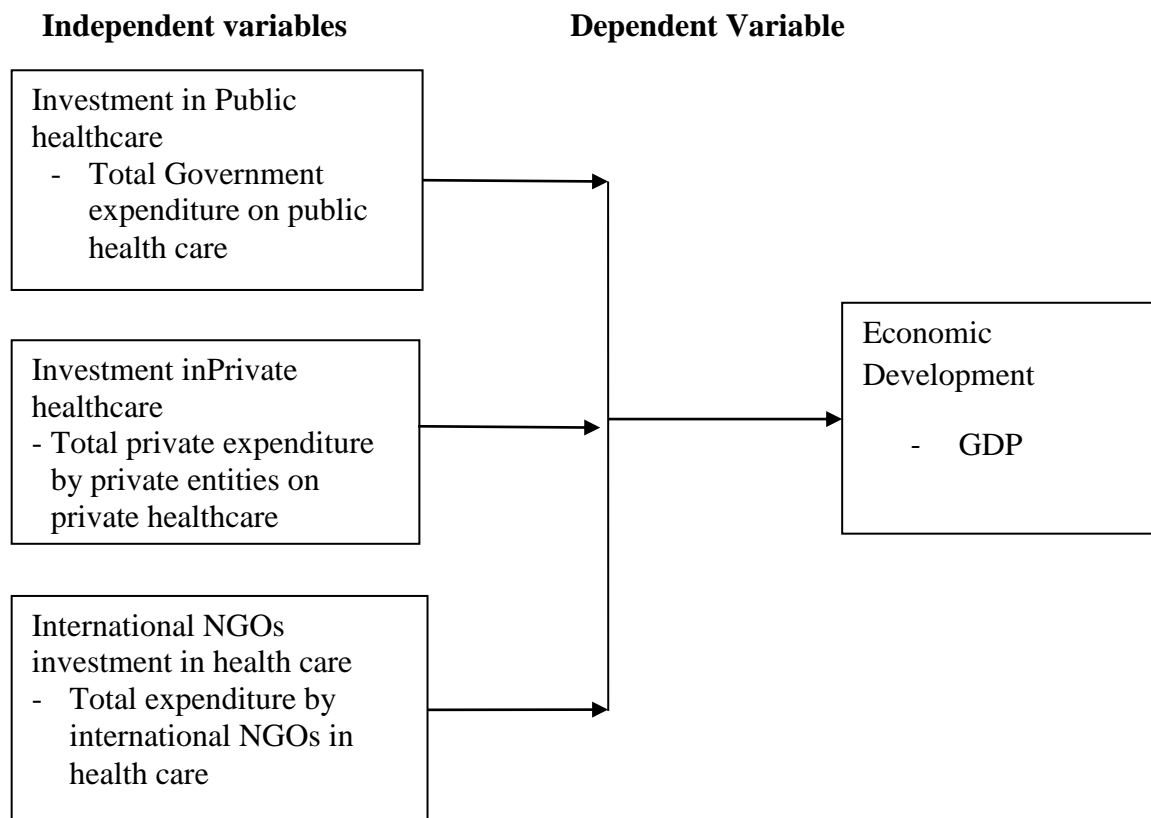 Independent variables
Dependent Variable
Investment in Public
healthcare
- Total Government
expenditure on public
health care
Investment inPrivate
healthcare
- Total private expenditure
by private entities on
private healthcare
International NGOs
investment in health care
- Total expenditure by
international NGOs in
health care
Economic
Development
- GDP